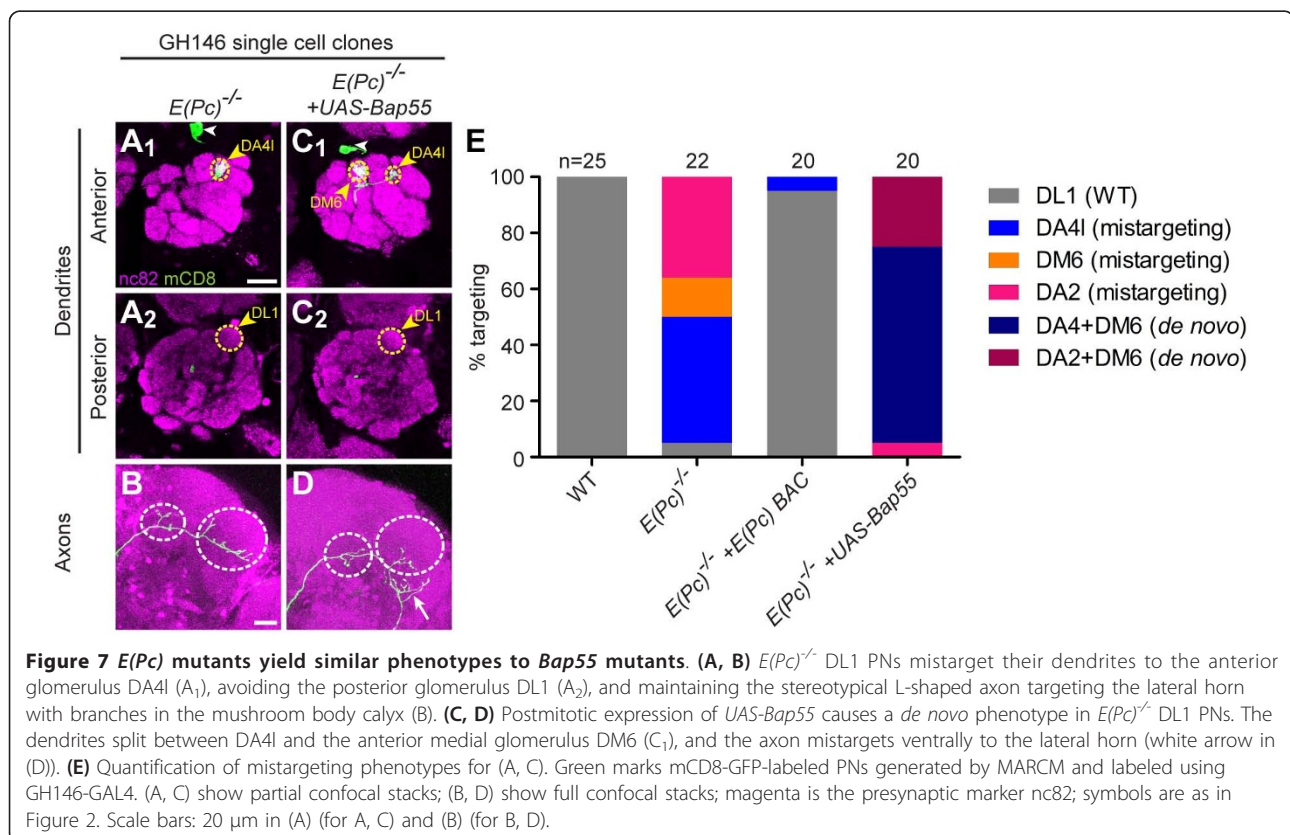 GH146 single cell clones
E(Pc)-/-
E(Pc)-/-
+UAS-Bap55
Dendrites
Anterior
Posterior
Axons
A1
DA4l
nc82 mCD8
C1
DA4l
DM6
A2
DL1
C2
DL1
B
D
E
n=25
22
20
20
% targeting
100
80
60
40
20
0
WT
E(Pc)-/-
E(Pc)-/- +E(Pc) BAC
E(Pc)-/- +UAS-Bap55
DL1 (WT)
DA4l (mistargeting)
DM6 (mistargeting)
DA2 (mistargeting)
DA4+DM6 (de novo)
DA2+DM6 (de novo)
Figure 7 E(Pc) mutants yield similar phenotypes to Bap55 mutants. (A, B) E(Pc)-/- DL1 PNs mistarget their dendrites to the anterior
glomerulus DA4l (A1), avoiding the posterior glomerulus DL1 (A2), and maintaining the stereotypical L-shaped axon targeting the lateral horn
with branches in the mushroom body calyx (B). (C, D) Postmitotic expression of UAS-Bap55 causes a de novo phenotype in E(Pc)-/- DL1 PNs. The
dendrites split between DA4l and the anterior medial glomerulus DM6 (C1), and the axon mistargets ventrally to the lateral horn (white arrow in
(D)). (E) Quantification of mistargeting phenotypes for (A, C). Green marks mCD8-GFP-labeled PNs generated by MARCM and labeled using
GH146-GAL4. (A, C) show partial confocal stacks; (B, D) show full confocal stacks; magenta is the presynaptic marker nc82; symbols are as in
Figure 2. Scale bars: 20 μm in (A) (for A, C) and (B) (for B, D).